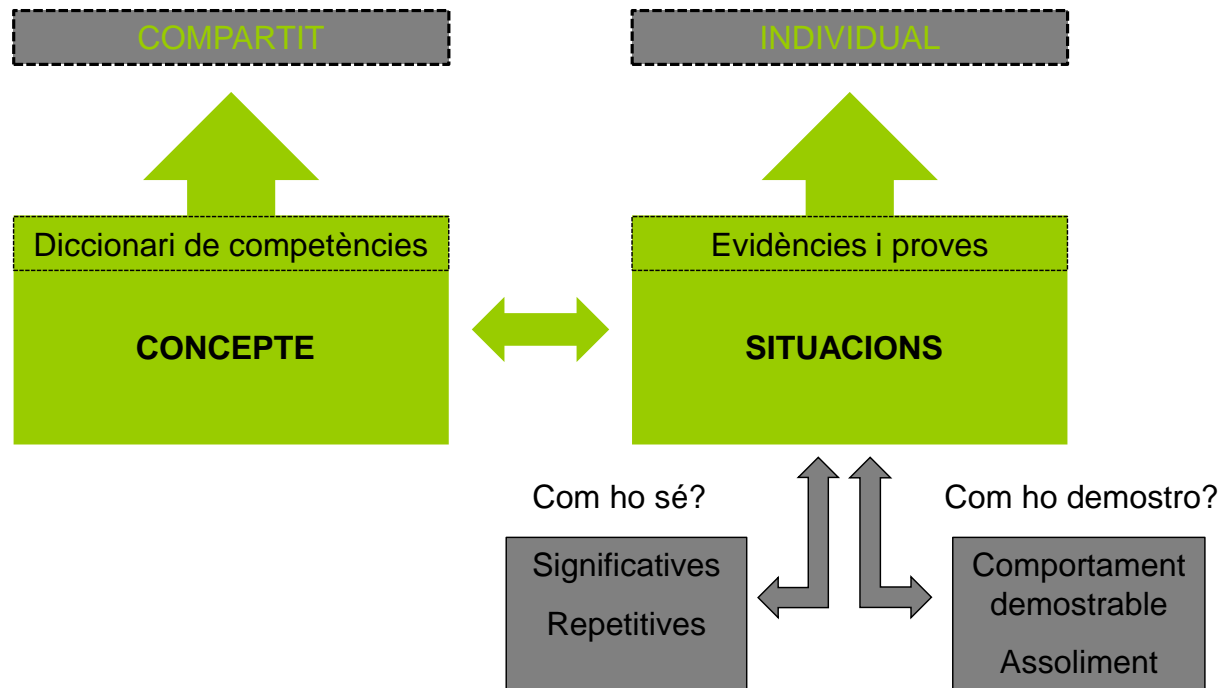 COMPARTIT
INDIVIDUAL
Diccionari de competències
Evidències i proves
CONCEPTE
SITUACIONS
Com ho sé?
Com ho demostro?
Significatives
Repetitives
Comportament
demostrable
Assoliment